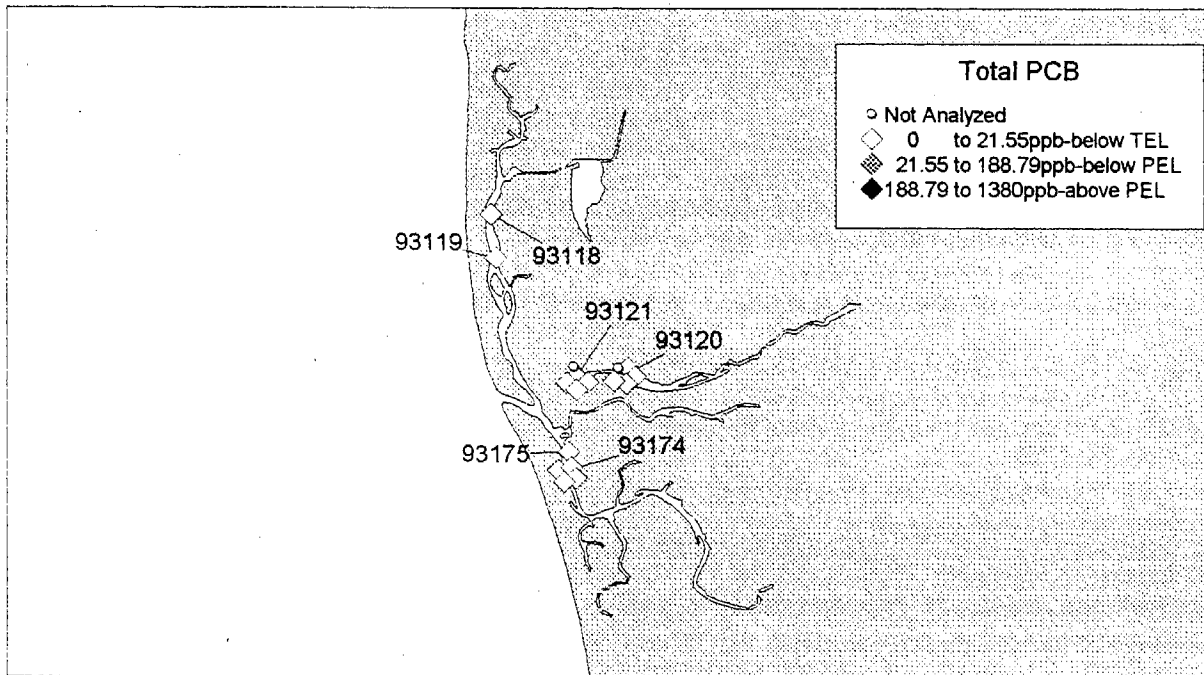 Total PCB
Not Analyzed
0 to 21.55ppb-below TEL
21.55 to 188.79ppb-below PEL
188.79 to 1380ppb-above PEL
93119
93118
93121
93120
93175
93174